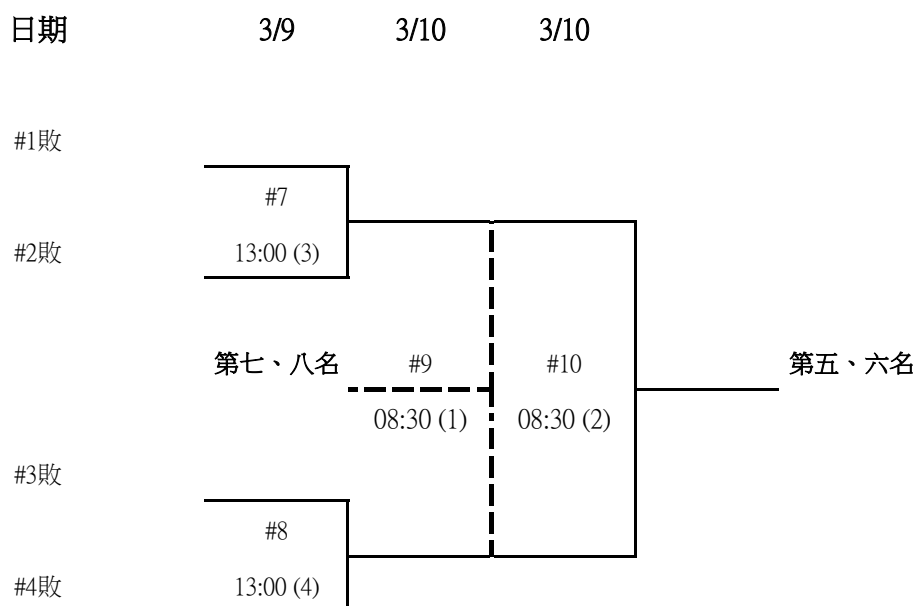 日期 3/9 3/10 3/10
#1敗
#7
#2敗 13:00 (3)
第七、八名 #9 #10 第五、六名
08:30 (1) 08:30 (2)
#3敗
#8
#4敗 13:00 (4)